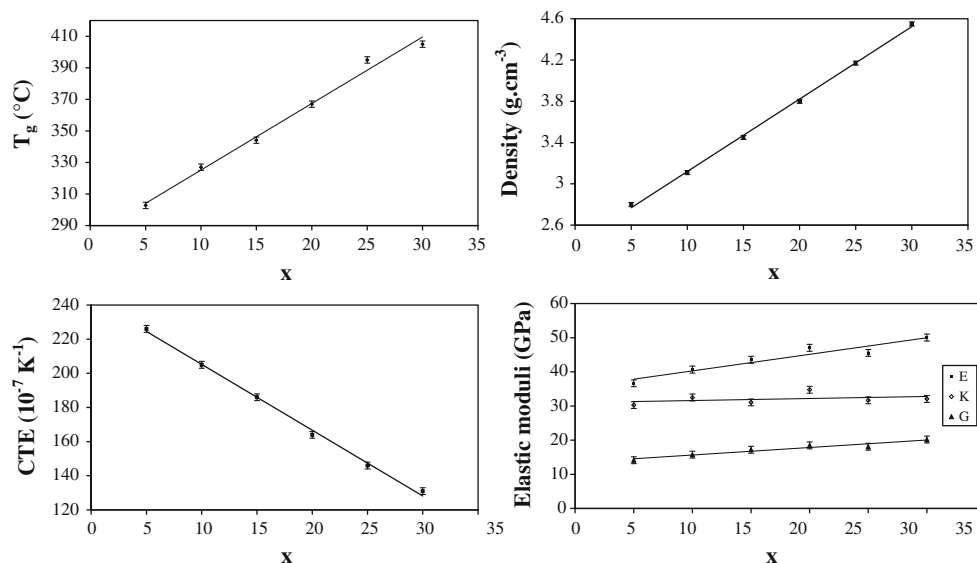 T_g (°C)
410
390
370
350
330
310
290
0 5 10 15 20 25 30 35
x
Density (g.cm⁻³)
4.6
4.2
3.8
3.4
3
2.6
0 5 10 15 20 25 30 35
x
CTE (10⁻⁷ K⁻¹)
240
220
200
180
160
140
120
0 5 10 15 20 25 30 35
x
Elastic moduli (GPa)
60
50
40
30
20
10
0
0 5 10 15 20 25 30 35
x
E
K
G